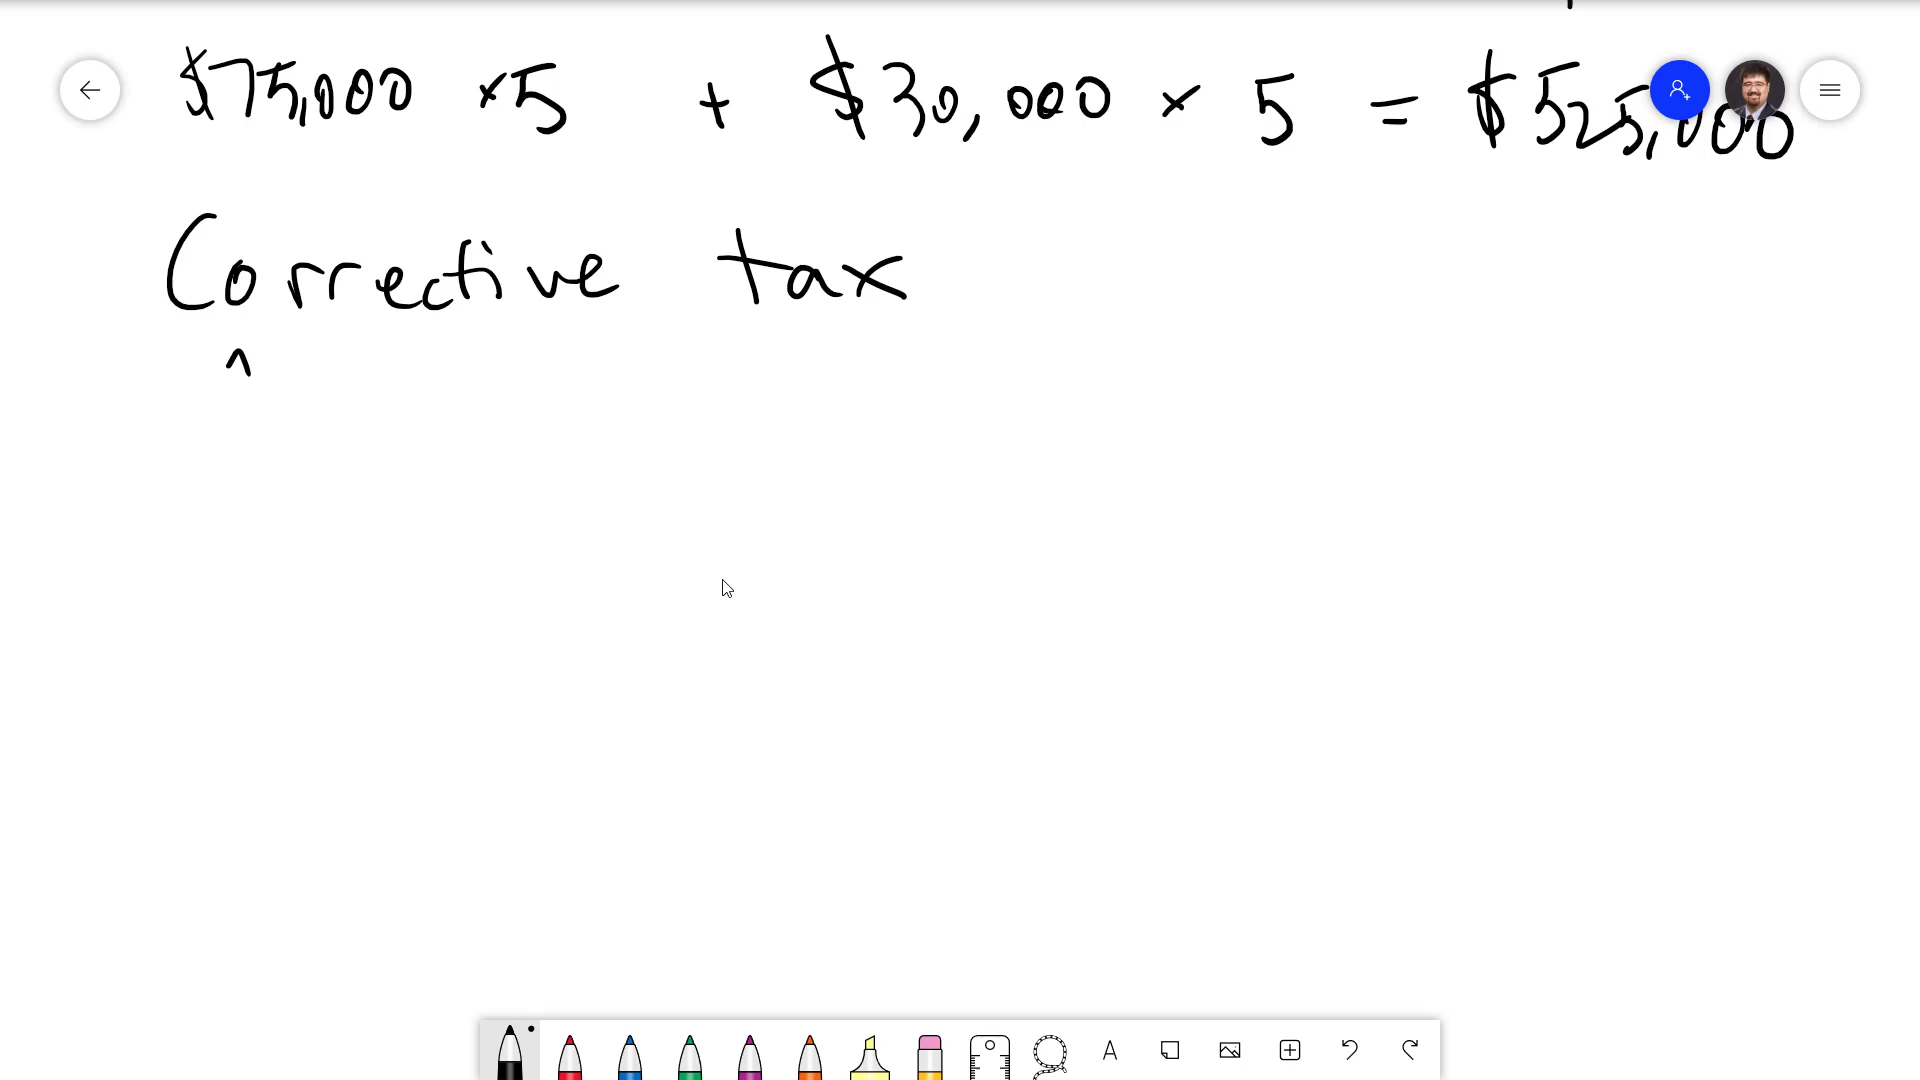 $75,000 × 5 + $30,000 × 5 = $525,000
Corrective tax
^
A